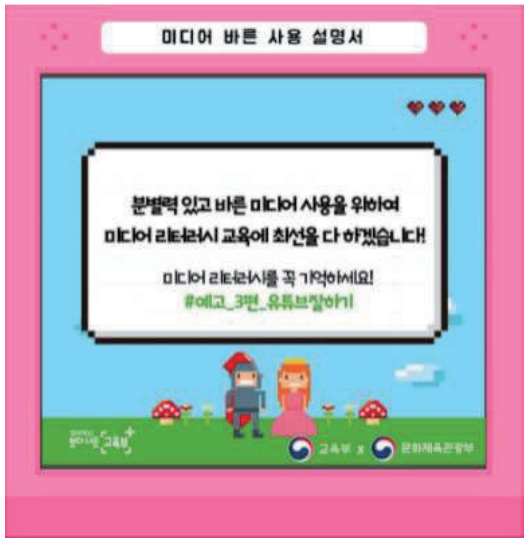 미디어 바른 사용 설명서
분별력 있고 바른 미디어 사용을 위하여
미디어 리터러시 교육에 최선을 다 하겠습니다!
미디어 리터러시를 꼭 기억하세요!
#예고_3편_유튜브잘하기
교육부
교육부 x 문화체육관광부